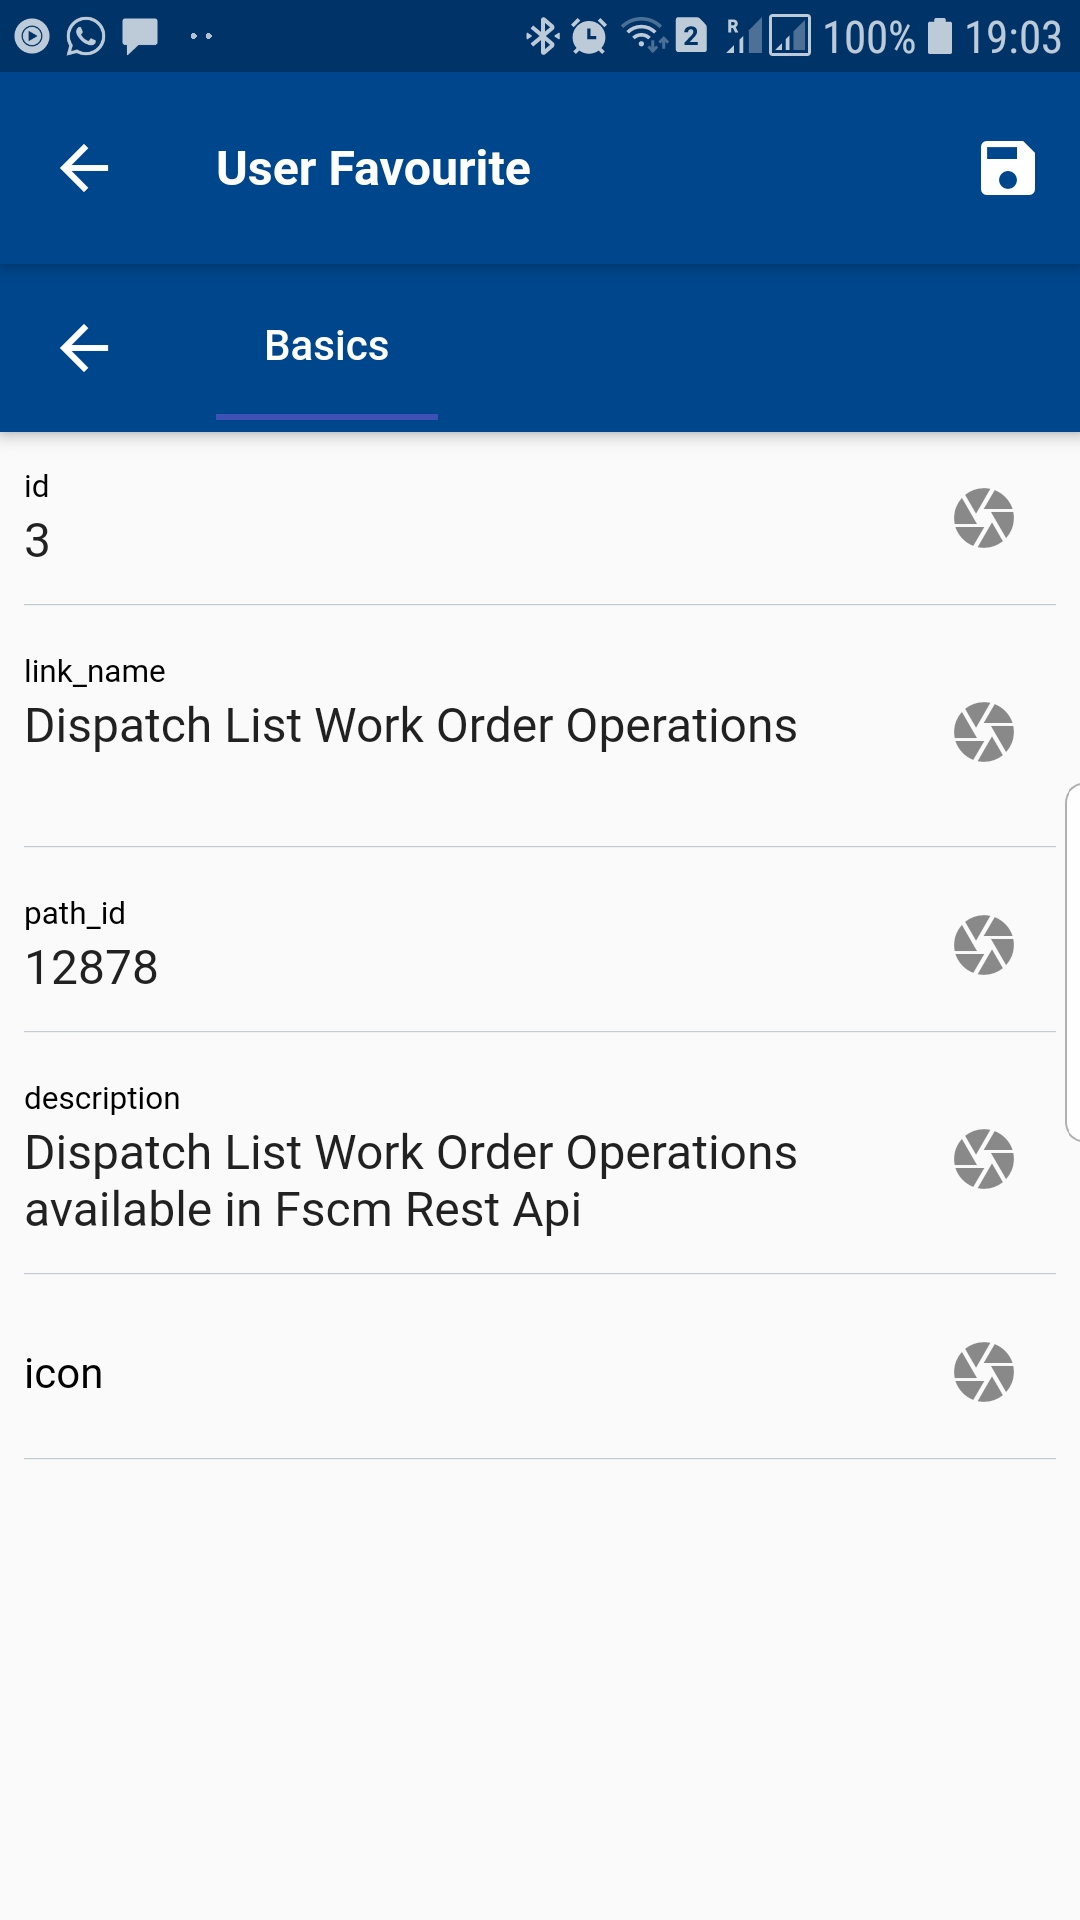 2 R 100% 19:03
User Favourite
Basics
id
3
link_name
Dispatch List Work Order Operations
path_id
12878
description
Dispatch List Work Order Operations
available in Fscm Rest Api
icon